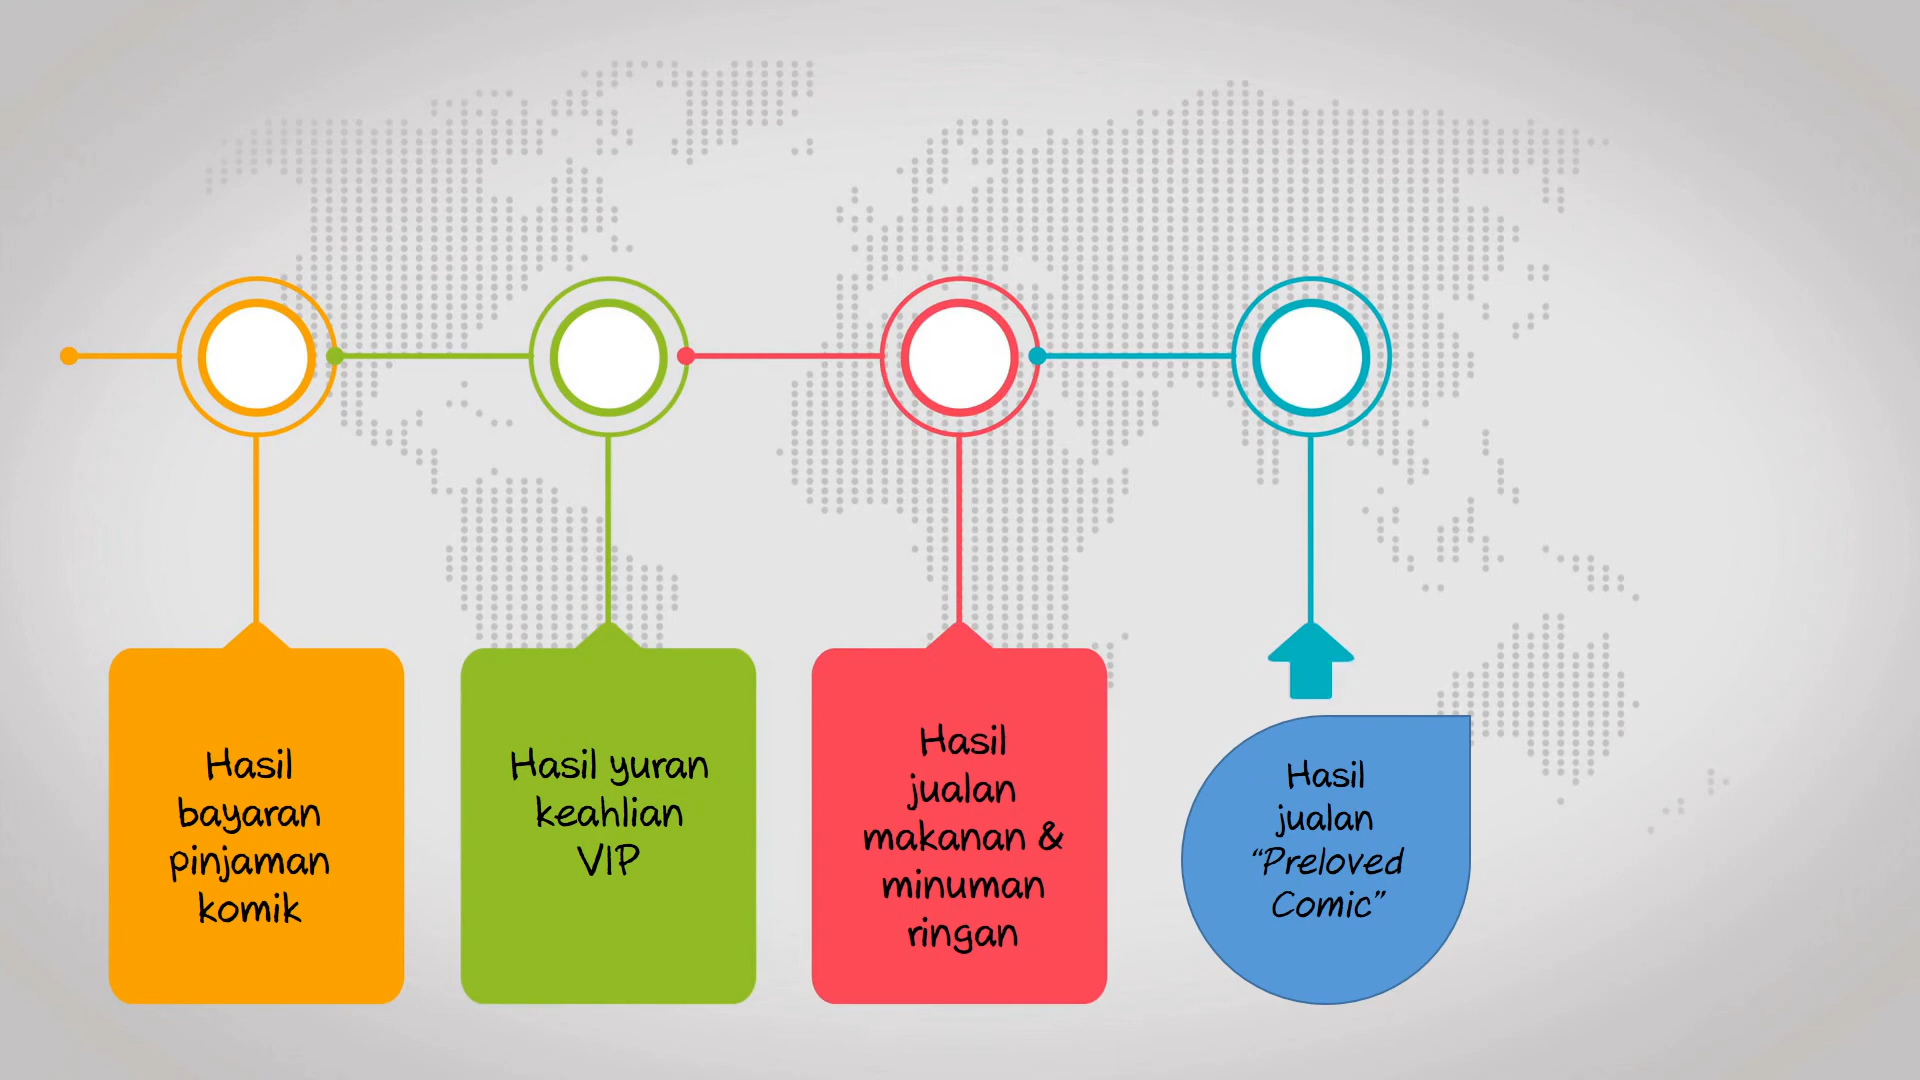 Hasil
bayaran
pinjaman
komik
Hasil yuran
keahlian
VIP
Hasil
jualan
makanan &
minuman
ringan
Hasil
jualan
“Preloved
Comic”